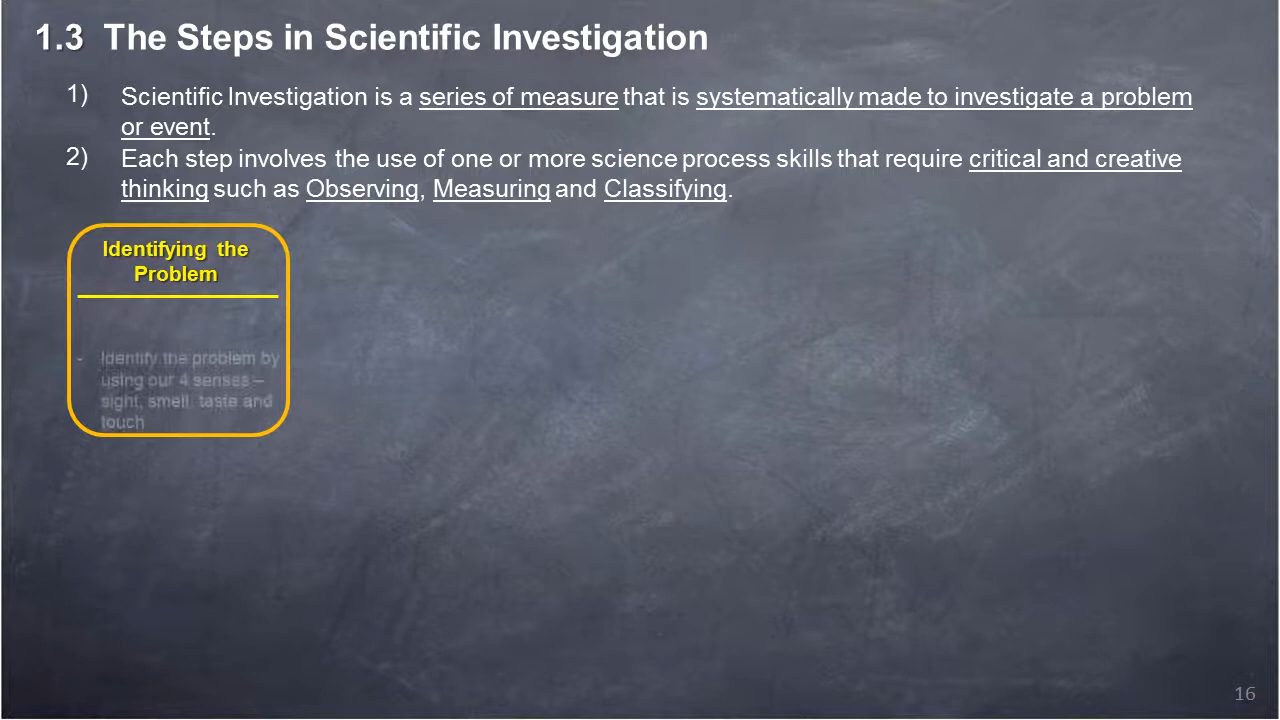 1.3 The Steps in Scientific Investigation
1) Scientific Investigation is a series of measure that is systematically made to investigate a problem
or event.
2) Each step involves the use of one or more science process skills that require critical and creative
thinking such as Observing, Measuring and Classifying.
Identifying the
Problem
- Identify the problem by
using our 4 senses –
sight, smell, taste and
touch
16